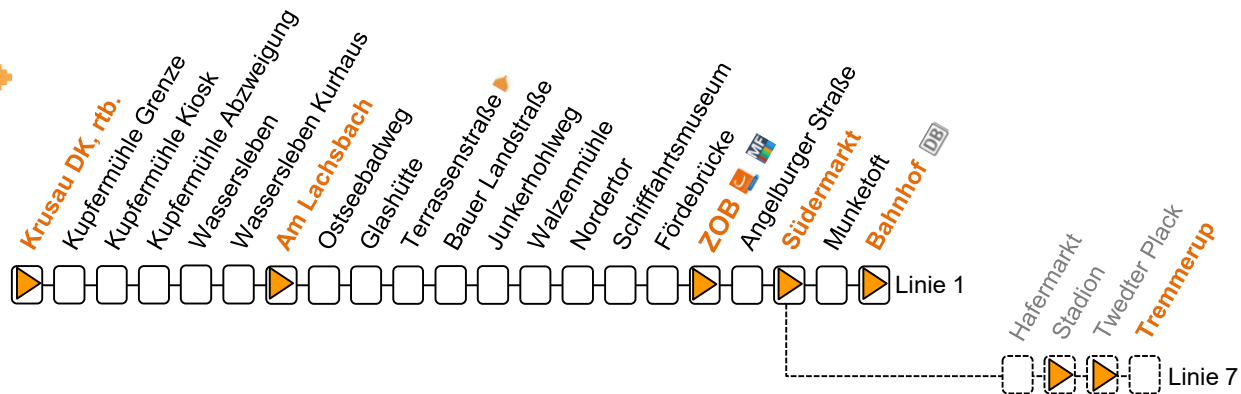 Krusau DK, rtb.
Kupfermühle Grenze
Kupfermühle Kiosk
Kupfermühle Abzweigung
Wassersleben
Wassersleben Kurhaus
Am Lachsbach
Ostseebadweg
Glashütte
Terrassenstraße
Bauer Landstraße
Junkerhohlweg
Walzenmühle
Nordertor
Schifffahrtsmuseum
Fördebrücke
ZOB
MF
Angelburger Straße
Südermarkt
Munketoft
Bahnhof
DB
Linie 1
Hafermarkt
Stadion
Twedter Plack
Tremmerup
Linie 7